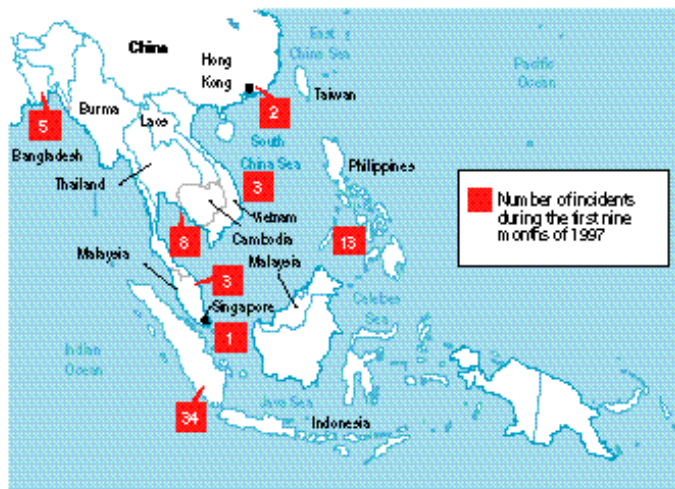 China
Hong
Kong
East
China Sea
Pacific
Ocean
Taiwan
2
Burma
Laos
5
Bangladesh
South
China Sea
Philippines
Thailand
3
Vietnam
8
Cambodia
13
Number of incidents
during the first nine
months of 1997
Malaysia
3
Malaysia
Singapore
Celebes
Sea
1
Indian
Ocean
34
Java Sea
Indonesia